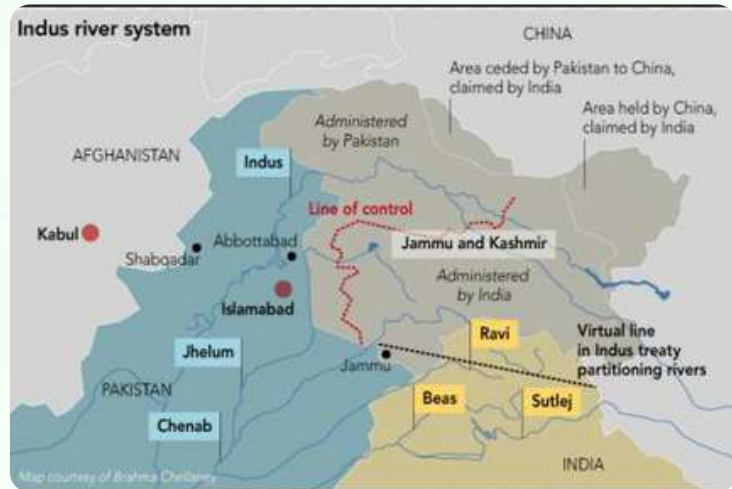 Indus river system
CHINA
Area ceded by Pakistan to China,
claimed by India
Area held by China,
claimed by India
Administered
by Pakistan
AFGHANISTAN
Indus
Line of control
Kabul
Abbottabad
Shabqadar
Jammu and Kashmir
Administered
by India
Islamabad
Ravi
Virtual line
in Indus treaty
partitioning rivers
Jhelum
Jammu
PAKISTAN
Beas
Sutlej
Chenab
INDIA
Map courtesy of Brahma Chellaney